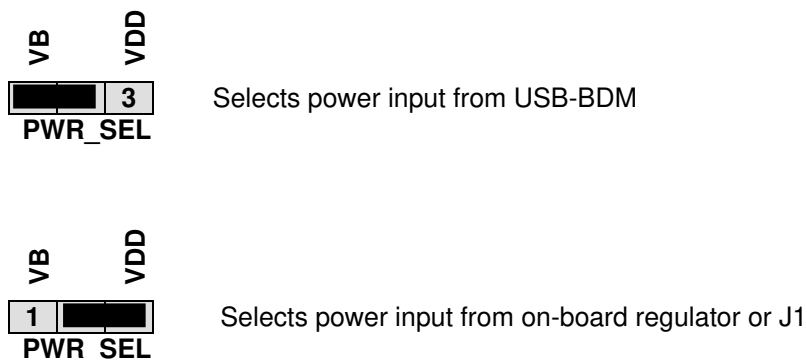 VB VDD
3 Selects power input from USB-BDM
PWR_SEL
VB VDD
1 Selects power input from on-board regulator or J1
PWR_SEL